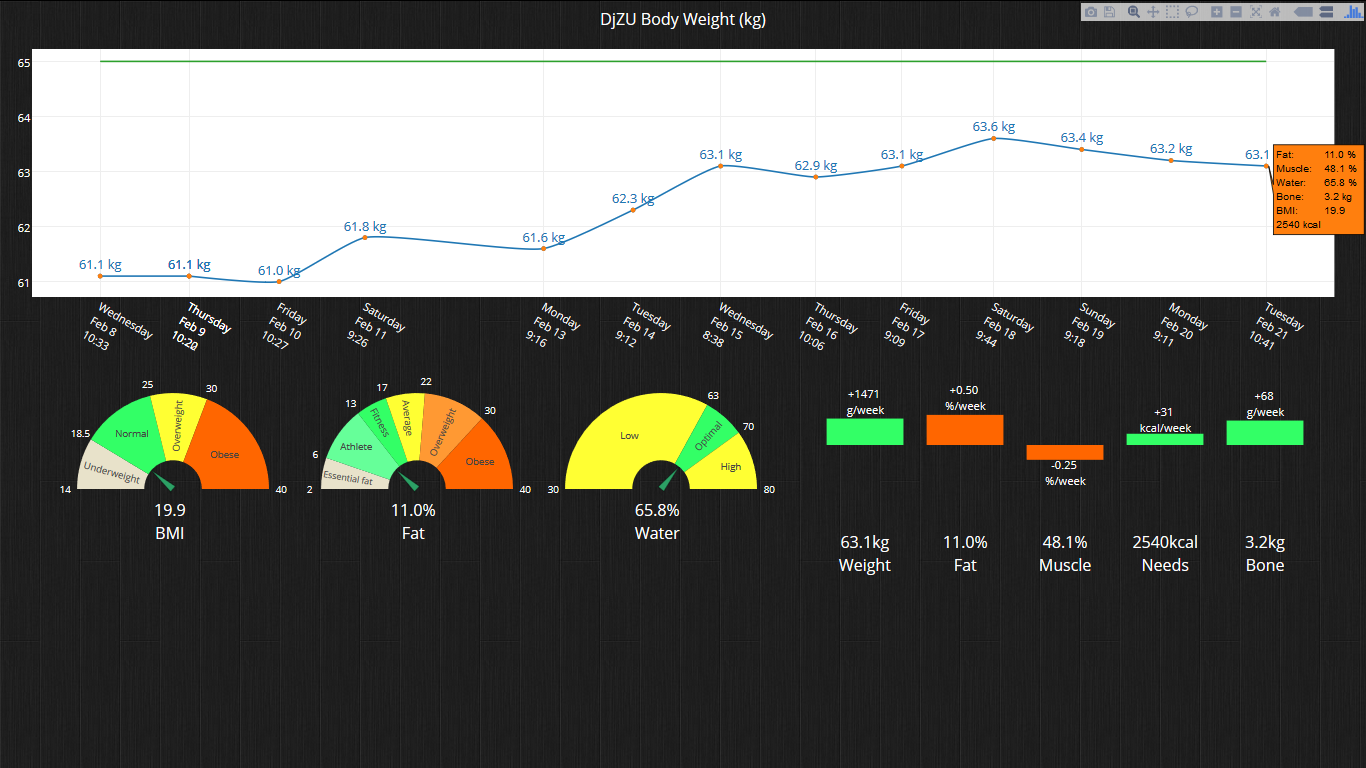 DjZU Body Weight (kg)
65
64
63
62
61
61.1 kg
61.1 kg
61.0 kg
61.8 kg
61.6 kg
62.3 kg
63.1 kg
62.9 kg
63.1 kg
63.6 kg
63.4 kg
63.2 kg
63.1
Fat: 11.0 %
Muscle: 48.1 %
Water: 65.8 %
Bone: 3.2 kg
BMI: 19.9
2540 kcal
Wednesday
Feb 8
10:33
Thursday
Feb 9
Friday
Feb 10
10:27
Saturday
Feb 11
9:26
Monday
Feb 13
9:16
Tuesday
Feb 14
9:12
Wednesday
Feb 15
8:38
Thursday
Feb 16
10:06
Friday
Feb 17
9:09
Saturday
Feb 18
9:44
Sunday
Feb 19
9:18
Monday
Feb 20
9:11
Tuesday
Feb 21
10:41
14
18.5
25
30
40
Underweight
Normal
Overweight
Obese
19.9
BMI
2
6
13
17
22
30
40
Essential fat
Athlete
Fitness
Average
Overweight
Obese
11.0%
Fat
30
63
70
80
Low
Optimal
High
65.8%
Water
+1471
g/week
63.1kg
Weight
+0.50
%/week
11.0%
Fat
-0.25
%/week
48.1%
Muscle
+31
kcal/week
2540kcal
Needs
+68
g/week
3.2kg
Bone